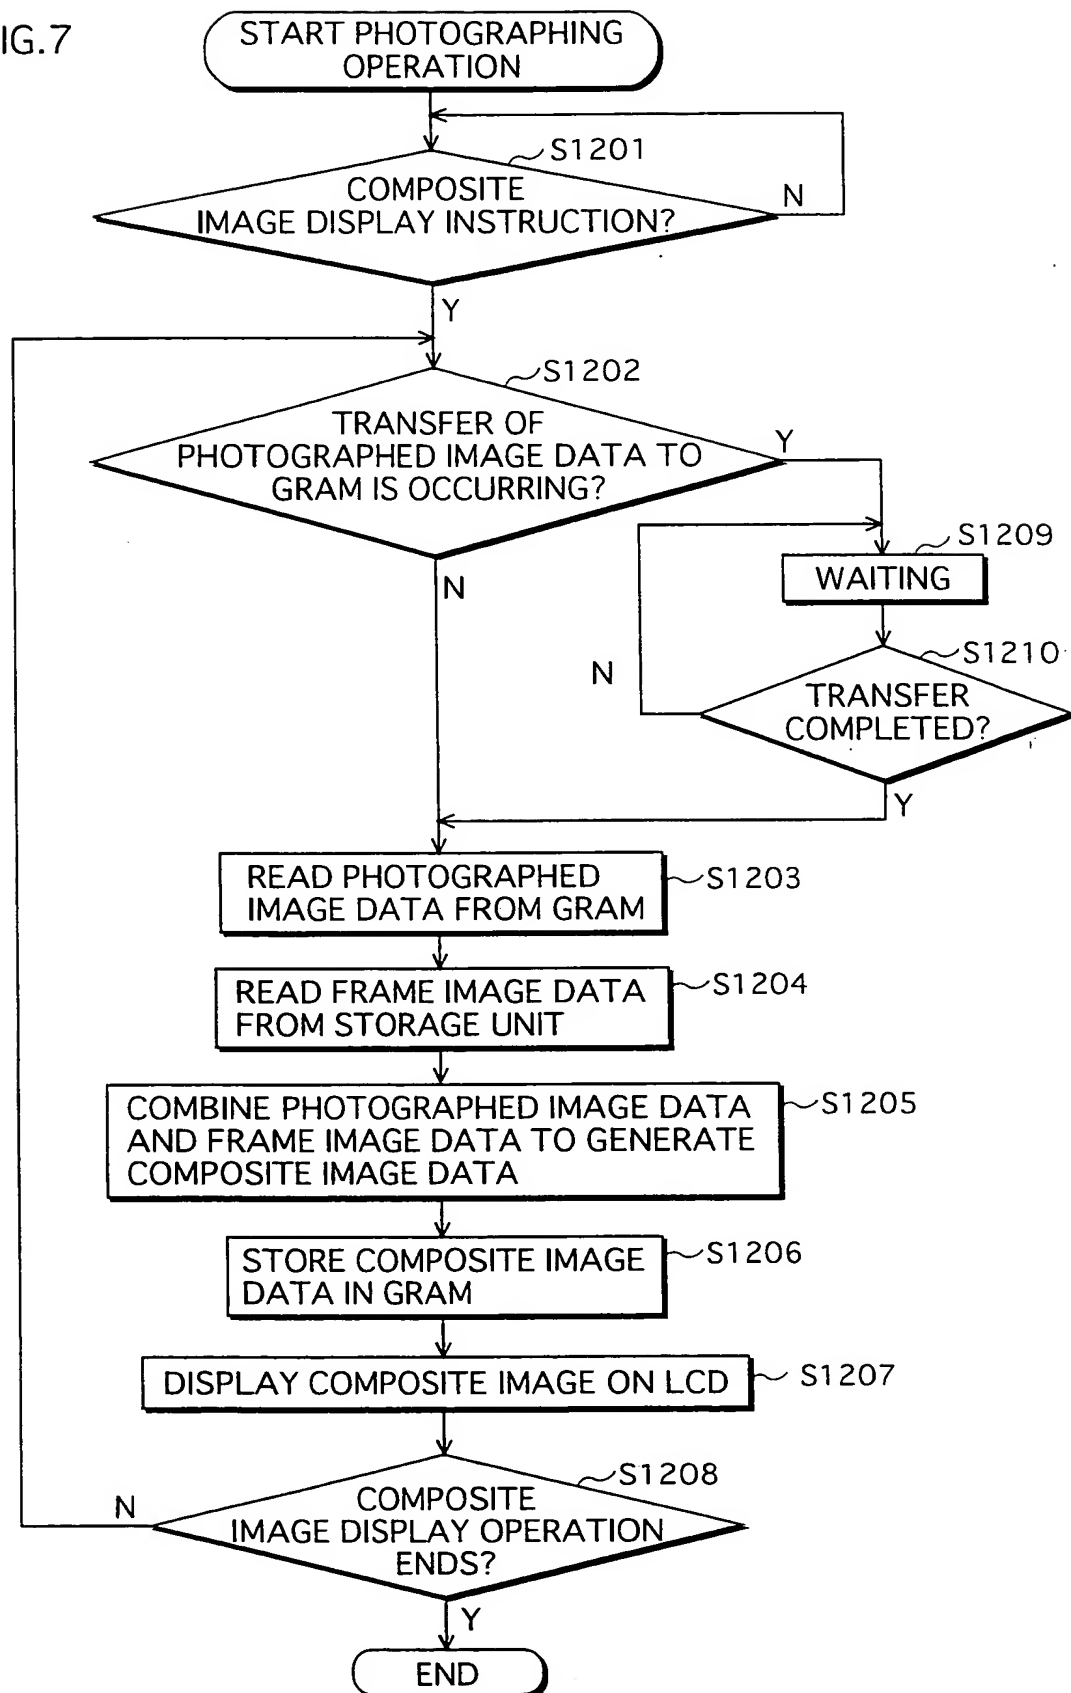 IG.7
START PHOTOGRAPHING
OPERATION
S1201
COMPOSITE
IMAGE DISPLAY INSTRUCTION?
N
Y
S1202
TRANSFER OF
PHOTOGRAPHED IMAGE DATA TO
GRAM IS OCCURRING?
Y
N
S1209
WAITING
S1210
TRANSFER
COMPLETED?
N
Y
READ PHOTOGRAPHED
IMAGE DATA FROM GRAM
S1203
READ FRAME IMAGE DATA
FROM STORAGE UNIT
S1204
COMBINE PHOTOGRAPHED IMAGE DATA
AND FRAME IMAGE DATA TO GENERATE
COMPOSITE IMAGE DATA
S1205
STORE COMPOSITE IMAGE
DATA IN GRAM
S1206
DISPLAY COMPOSITE IMAGE ON LCD
S1207
S1208
COMPOSITE
IMAGE DISPLAY OPERATION
ENDS?
N
Y
END